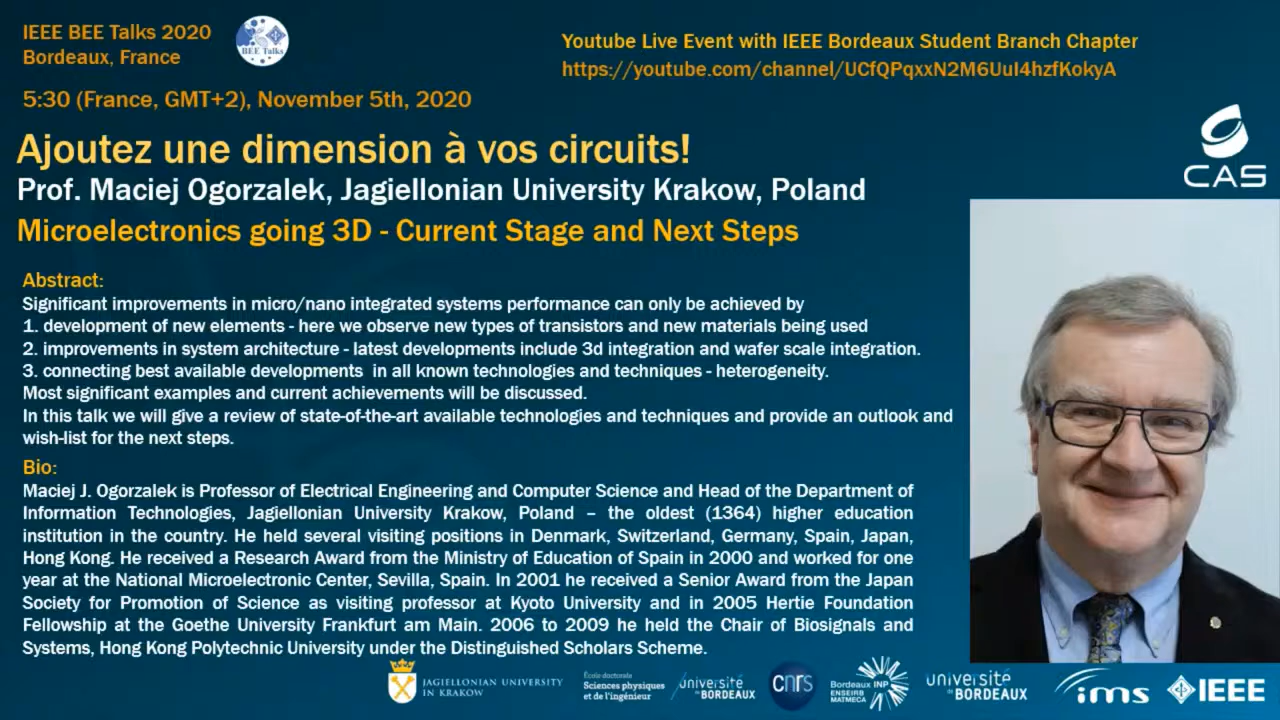 IEEE BEE Talks 2020
Bordeaux, France
BEE Talks
Youtube Live Event with IEEE Bordeaux Student Branch Chapter
https://youtube.com/channel/UCfQPqxxN2M6UuI4hzfKokyA
5:30 (France, GMT+2), November 5th, 2020
Ajoutez une dimension à vos circuits!
Prof. Maciej Ogorzalek, Jagiellonian University Krakow, Poland
Microelectronics going 3D - Current Stage and Next Steps
CAS
Abstract:
Significant improvements in micro/nano integrated systems performance can only be achieved by
1. development of new elements - here we observe new types of transistors and new materials being used
2. improvements in system architecture - latest developments include 3d integration and wafer scale integration.
3. connecting best available developments in all known technologies and techniques - heterogeneity.
Most significant examples and current achievements will be discussed.
In this talk we will give a review of state-of-the-art available technologies and techniques and provide an outlook and
wish-list for the next steps.
Bio:
Maciej J. Ogorzalek is Professor of Electrical Engineering and Computer Science and Head of the Department of
Information Technologies, Jagiellonian University Krakow, Poland – the oldest (1364) higher education
institution in the country. He held several visiting positions in Denmark, Switzerland, Germany, Spain, Japan,
Hong Kong. He received a Research Award from the Ministry of Education of Spain in 2000 and worked for one
year at the National Microelectronic Center, Sevilla, Spain. In 2001 he received a Senior Award from the Japan
Society for Promotion of Science as visiting professor at Kyoto University and in 2005 Hertie Foundation
Fellowship at the Goethe University Frankfurt am Main. 2006 to 2009 he held the Chair of Biosignals and
Systems, Hong Kong Polytechnic University under the Distinguished Scholars Scheme.
JAGIELLONIAN UNIVERSITY
IN KRAKOW
École doctorale
Sciences physiques
et de l'ingénieur
université
de BORDEAUX
cnrs
Bordeaux INP
ENSEIRB
MATMECA
université
de BORDEAUX
ims
IEEE